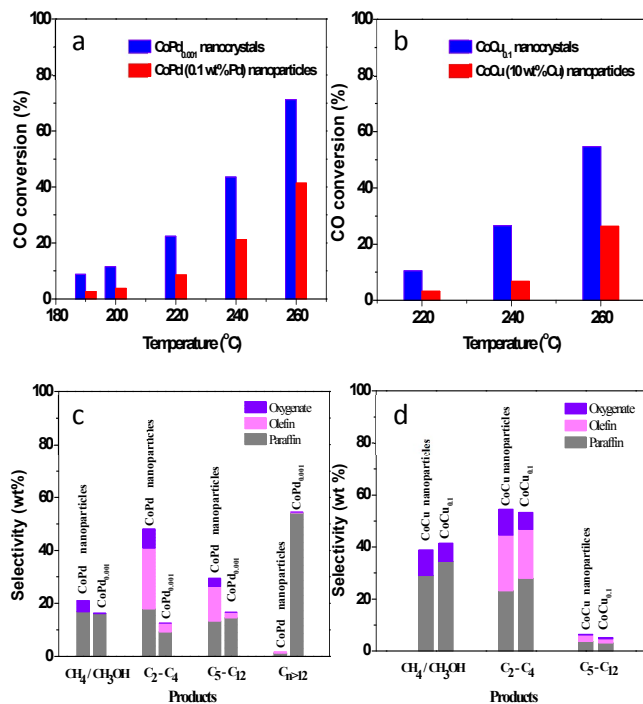 a
CoPd0.001 nanocrystals
CoPd (0.1 wt%Pd) nanoparticles
CO conversion (%)
100
80
60
40
20
0
180
200
220
240
260
Temperature (°C)
b
CoCu0.1 nanocrystals
CoCu (10 wt%Cu) nanoparticles
CO conversion (%)
100
80
60
40
20
0
220
240
260
Temperature (°C)
c
Oxygenate
Olefin
Paraffin
Selectivity (wt%)
100
80
60
40
20
0
CoPd nanoparticles
CoPd0.001
CoPd nanoparticles
CoPd0.001
CoPd nanoparticles
CoPd0.001
CoPd nanoparticles
CoPd0.001
CH4 / CH3OH
C2 - C4
C5 - C12
Cn>12
Products
d
Oxygenate
Olefin
Paraffin
Selectivity (wt %)
100
80
60
40
20
0
CoCu nanoparticles
CoCu0.1
CoCu nanoparticles
CoCu0.1
CoCu nanoparticles
CoCu0.1
CH4 / CH3OH
C2 - C4
C5 - C12
Products